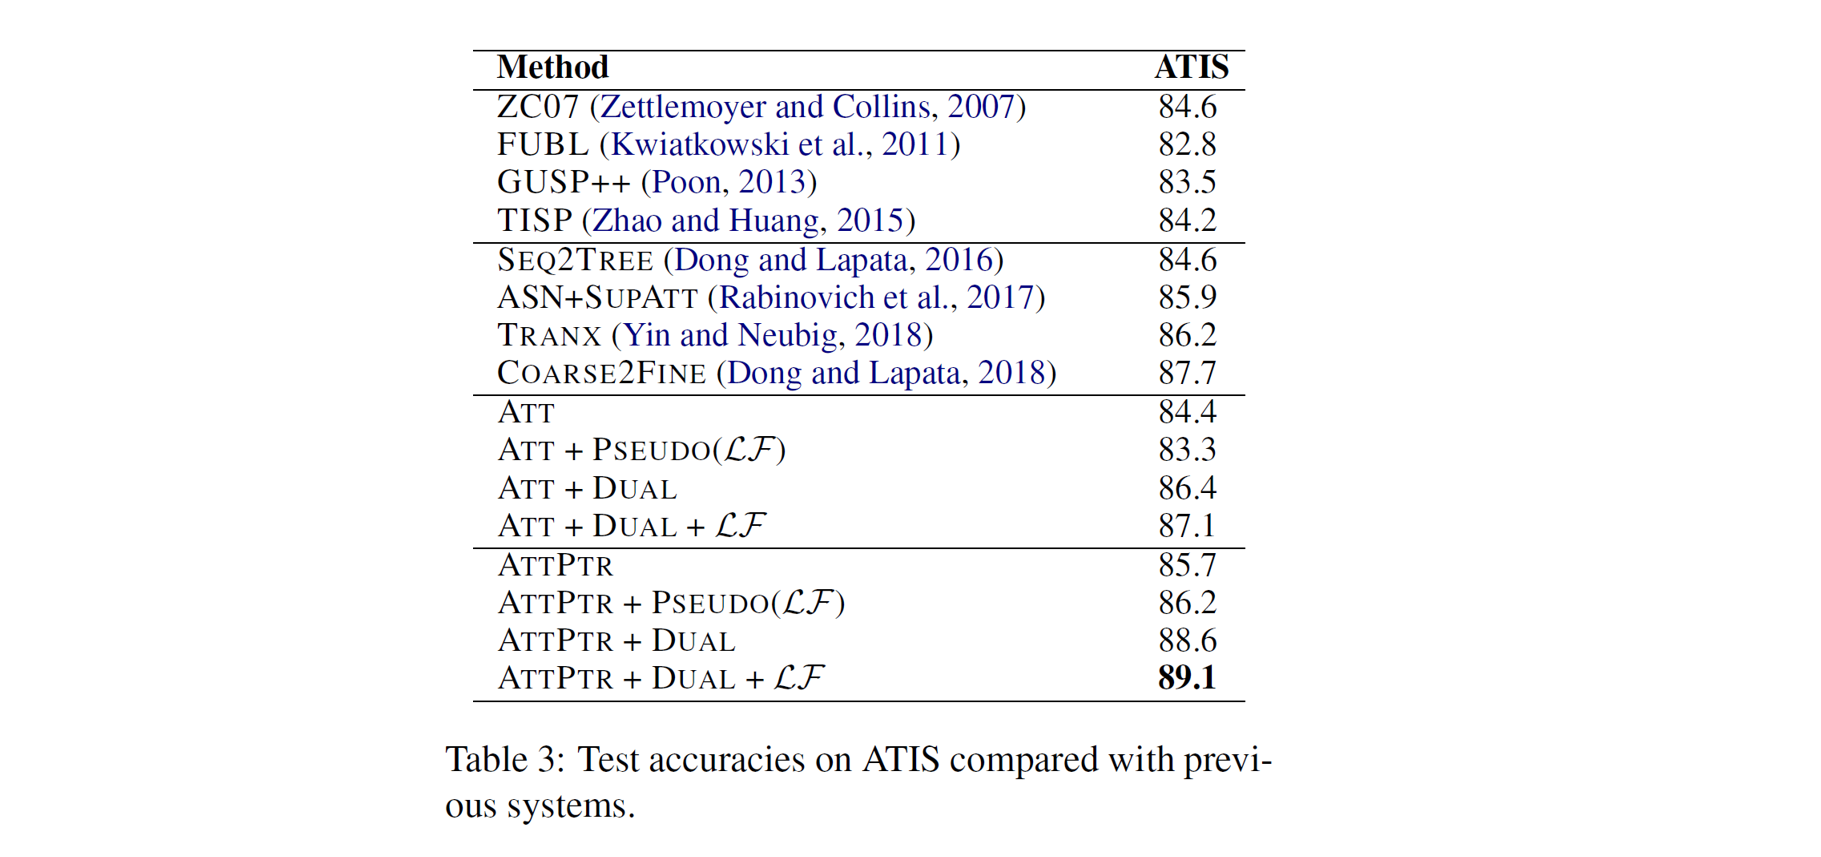 Method ATIS
ZC07 (Zettlemoyer and Collins, 2007) 84.6
FUBL (Kwiatkowski et al., 2011) 82.8
GUSP++ (Poon, 2013) 83.5
TISP (Zhao and Huang, 2015) 84.2
SEQ2TREE (Dong and Lapata, 2016) 84.6
ASN+SUPATT (Rabinovich et al., 2017) 85.9
TRANX (Yin and Neubig, 2018) 86.2
COARSE2FINE (Dong and Lapata, 2018) 87.7
ATT 84.4
ATT + PSEUDO(ℒℱ) 83.3
ATT + DUAL 86.4
ATT + DUAL + ℒℱ 87.1
ATTPTR 85.7
ATTPTR + PSEUDO(ℒℱ) 86.2
ATTPTR + DUAL 88.6
ATTPTR + DUAL + ℒℱ 89.1
Table 3: Test accuracies on ATIS compared with previ-
ous systems.